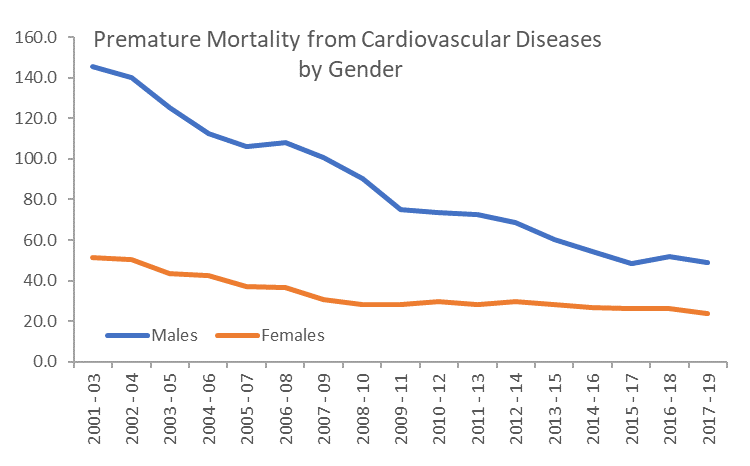 Premature Mortality from Cardiovascular Diseases
by Gender
160.0
140.0
120.0
100.0
80.0
60.0
40.0
20.0
0.0
Males
Females
2001 - 03
2002 - 04
2003 - 05
2004 - 06
2005 - 07
2006 - 08
2007 - 09
2008 - 10
2009 - 11
2010 - 12
2011 - 13
2012 - 14
2013 - 15
2014 - 16
2015 - 17
2016 - 18
2017 - 19